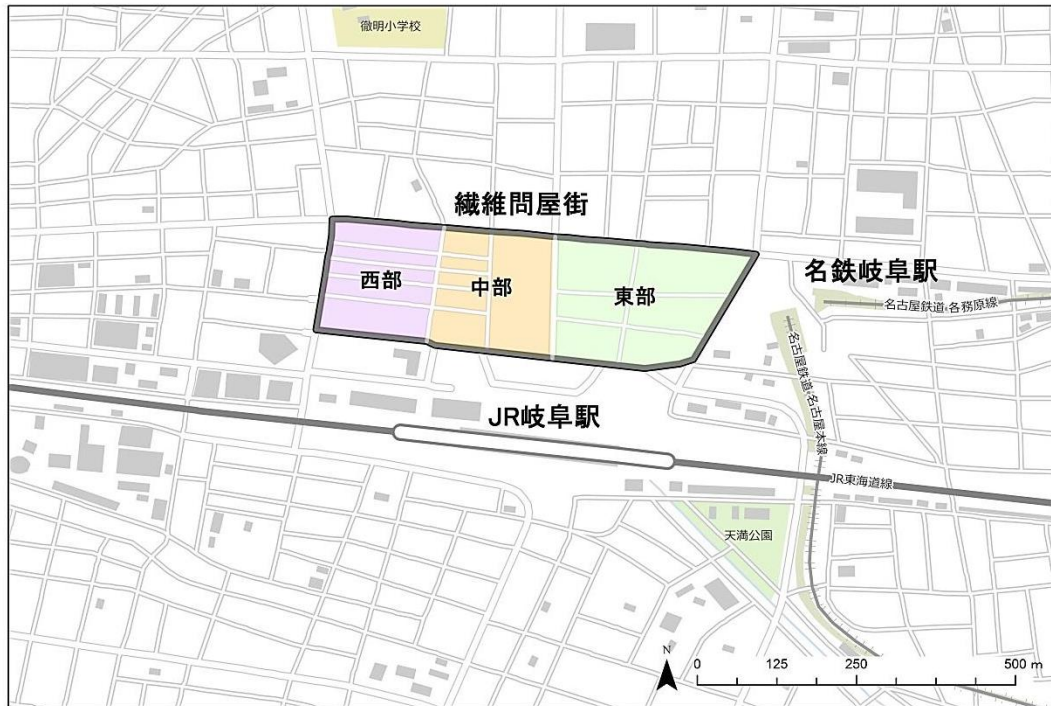 徹明小学校
繊維問屋街
西部
中部
東部
名鉄岐阜駅
名古屋鉄道 各務原線
名古屋鉄道 名古屋本線
JR岐阜駅
JR東海道線
天満公園
N
0 125 250 500 m